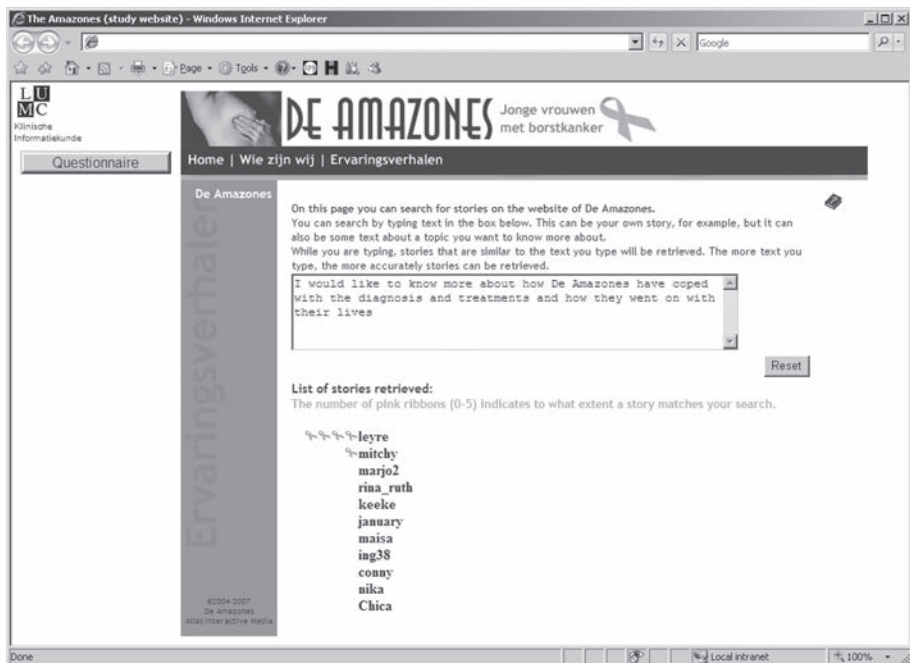 The Amazones (study website) - Windows Internet Explorer
Google
Page
Tools
L U
M C
Klinische
Informatiekunde
Questionnaire
DE AMAZONES
Jonge vrouwen
met borstkanker
Home | Wie zijn wij | Ervaringsverhalen
De Amazones
Ervaringsverhalen
On this page you can search for stories on the website of De Amazones.
You can search by typing text in the box below. This can be your own story, for example, but it can
also be some text about a topic you want to know more about.
While you are typing, stories that are similar to the text you type will be retrieved. The more text you
type, the more accurately stories can be retrieved.
I would like to know more about how De Amazones have coped
with the diagnosis and treatments and how they went on with
their lives
Reset
List of stories retrieved:
The number of pink ribbons (0-5) indicates to what extent a story matches your search.
leyre
mitchy
marjo2
rina_ruth
keeke
january
maisa
ing38
conny
nika
Chica
©2004-2007
De Amazones
Atlas Interactive Media
Done
Local intranet
100%